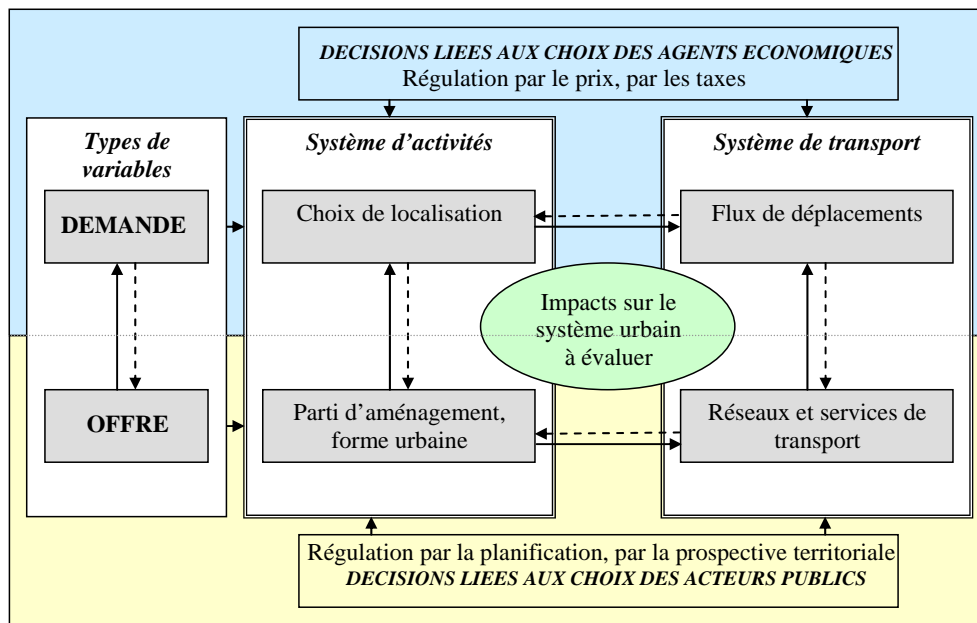 DECISIONS LIEES AUX CHOIX DES AGENTS ECONOMIQUES
Régulation par le prix, par les taxes
Types de
variables
Système d’activités
Système de transport
DEMANDE
Choix de localisation
Flux de déplacements
Impacts sur le
système urbain
à évaluer
OFFRE
Parti d’aménagement,
forme urbaine
Réseaux et services de
transport
Régulation par la planification, par la prospective territoriale
DECISIONS LIEES AUX CHOIX DES ACTEURS PUBLICS